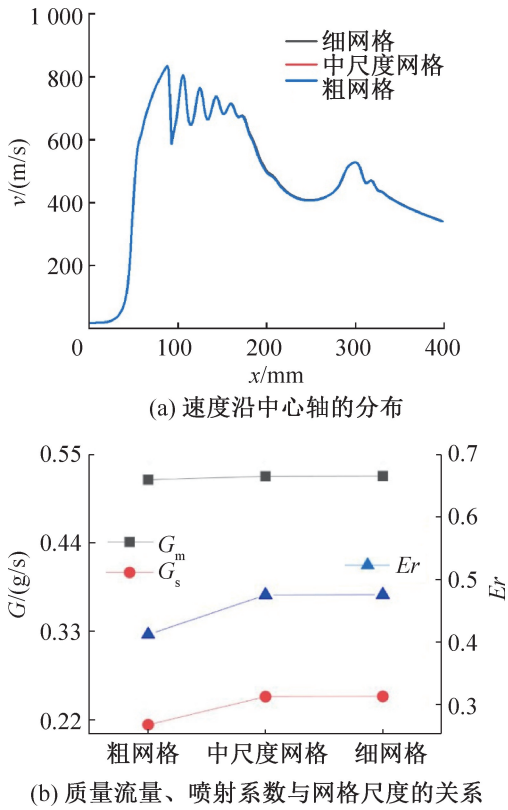 1 000
800
600
400
200
v/(m/s)
细网格
中尺度网格
粗网格
0
100
200
300
400
x/mm
(a) 速度沿中心轴的分布
0.55
0.44
0.33
0.22
G/(g/s)
0.7
0.6
0.5
0.4
0.3
Er
Gm
Gs
Er
粗网格
中尺度网格
细网格
(b) 质量流量、喷射系数与网格尺度的关系